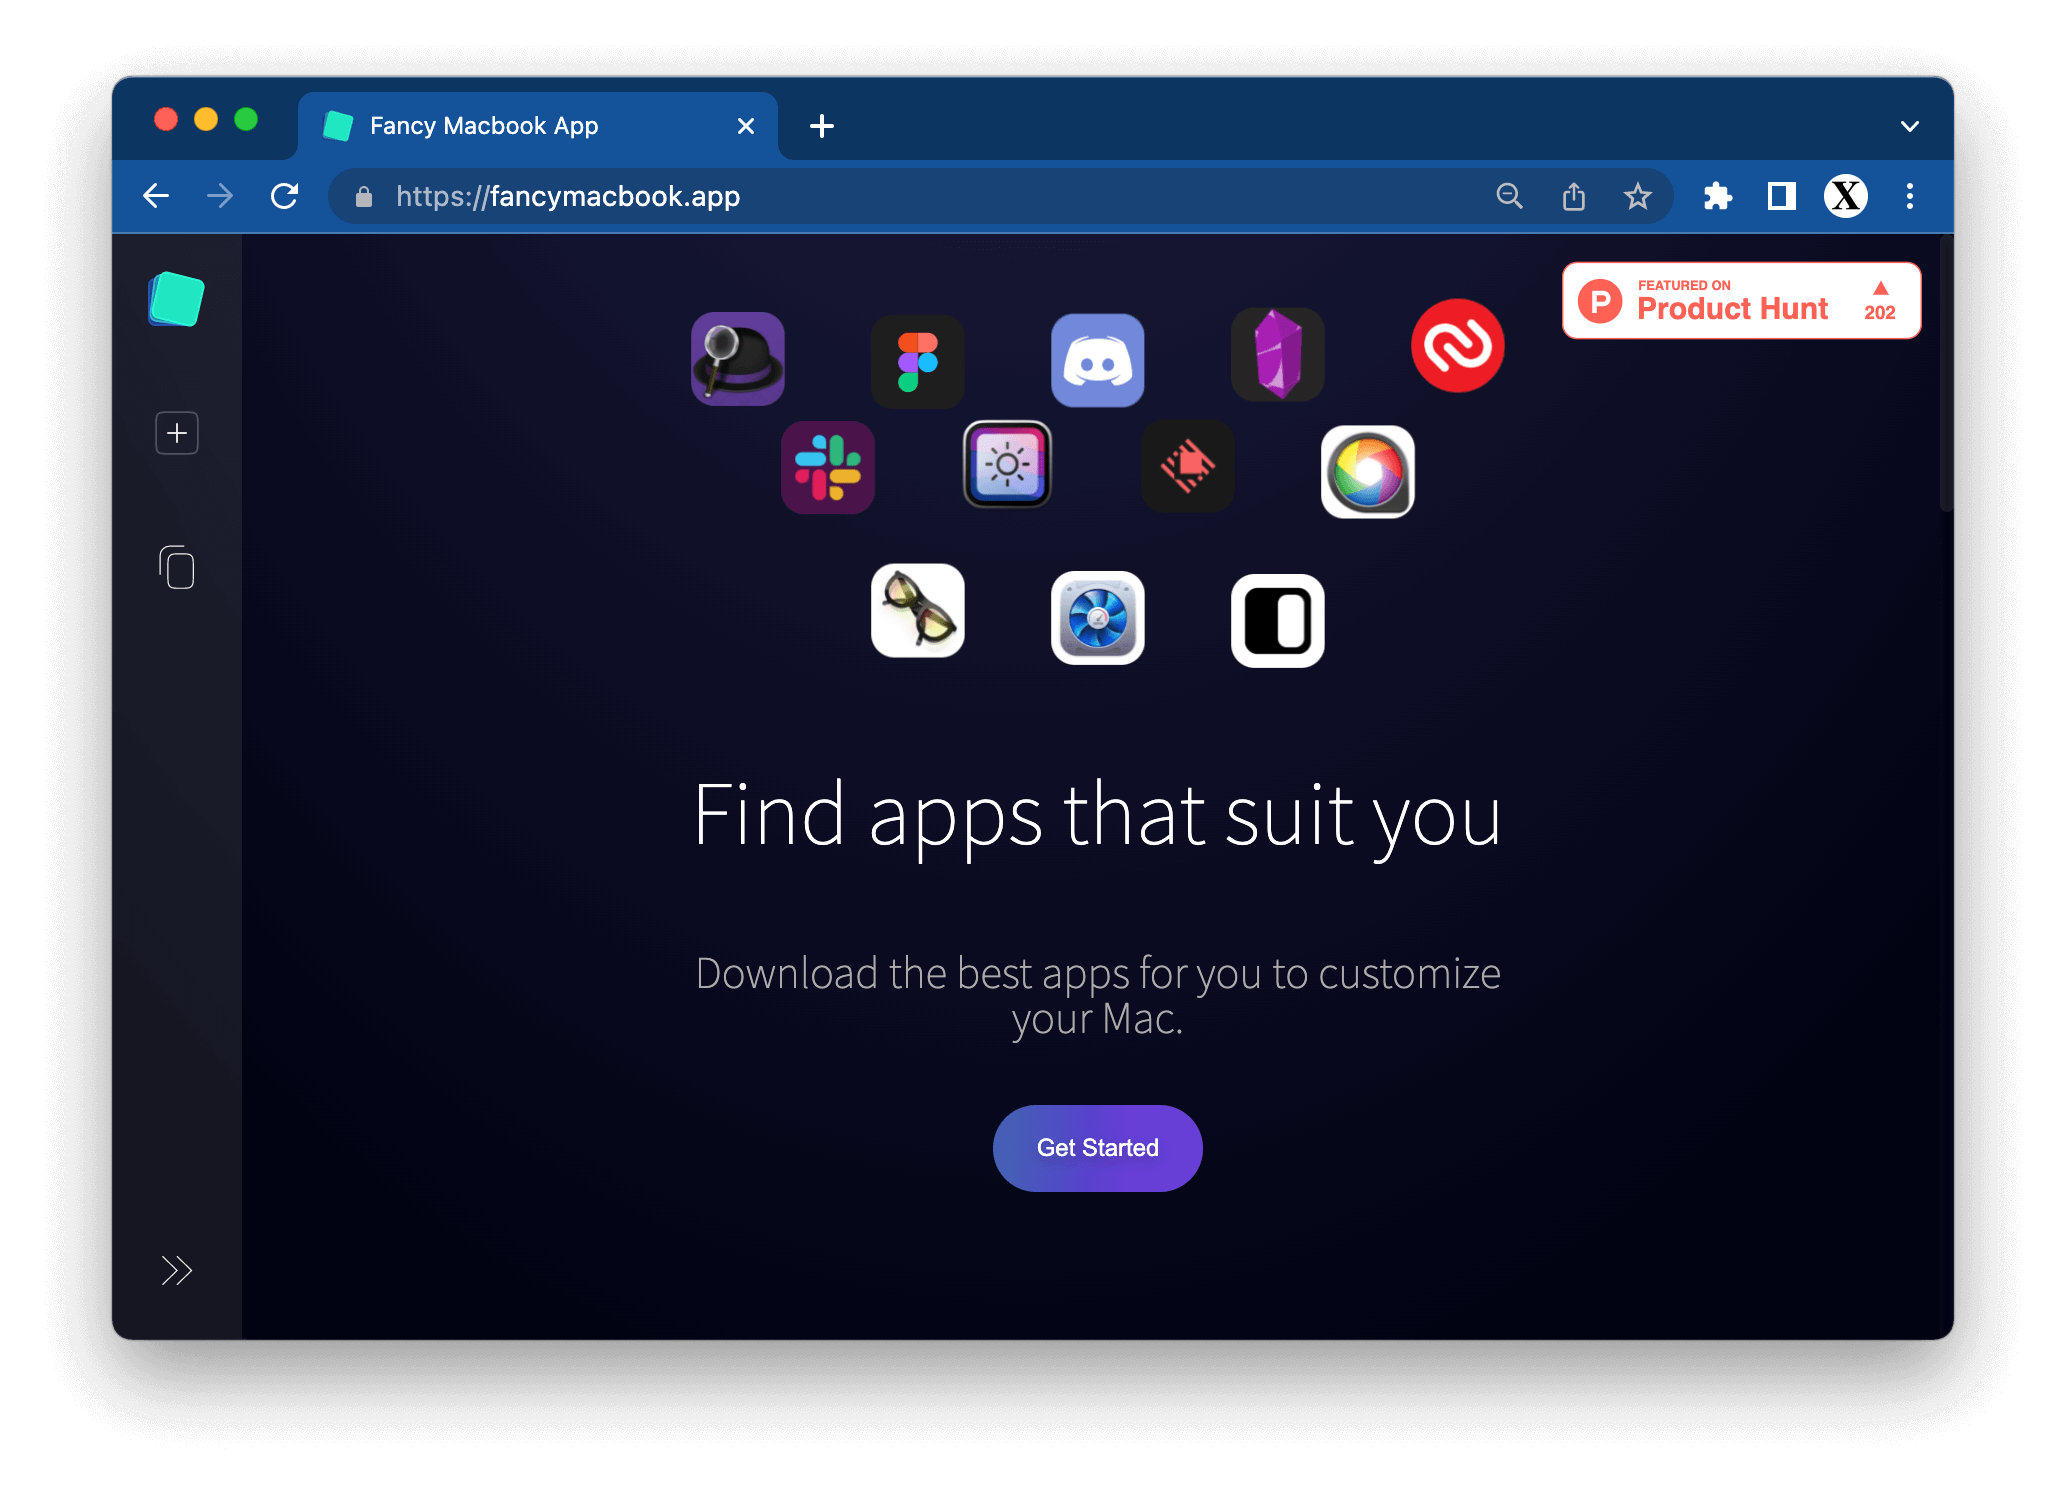 Fancy Macbook App
https://fancymacbook.app
X
FEATURED ON
P Product Hunt
202
Find apps that suit you
Download the best apps for you to customize
your Mac.
Get Started